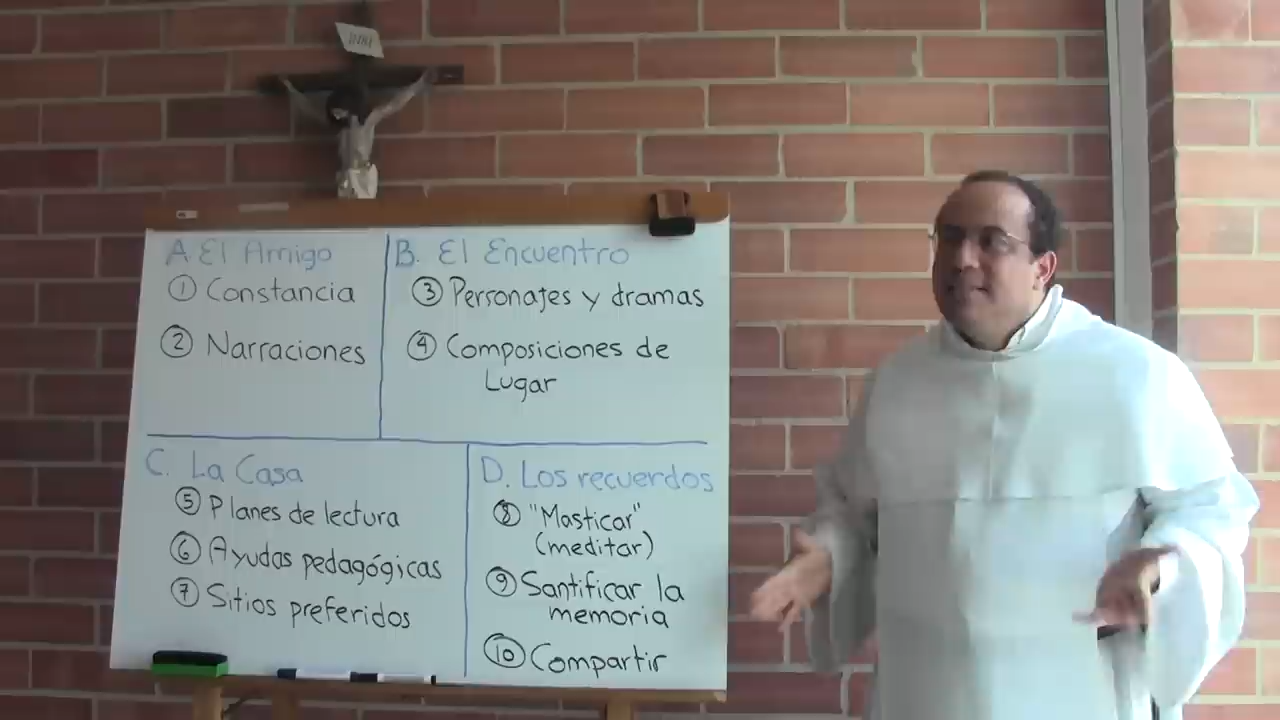 INRI
A. El Amigo
① Constancia
② Narraciones
B. El Encuentro
③ Personajes y dramas
④ Composiciones de
Lugar
C. La Casa
⑤ Planes de lectura
⑥ Ayudas pedagógicas
⑦ Sitios preferidos
D. Los recuerdos
⑧ "Masticar"
(meditar)
⑨ Santificar la
memoria
⑩ Compartir